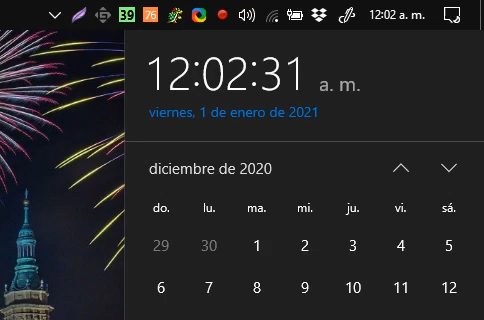 39 76 12:02 a. m.
12:02:31 a. m.
viernes, 1 de enero de 2021
diciembre de 2020
do. lu. ma. mi. ju. vi. sá.
29 30 1 2 3 4 5
6 7 8 9 10 11 12